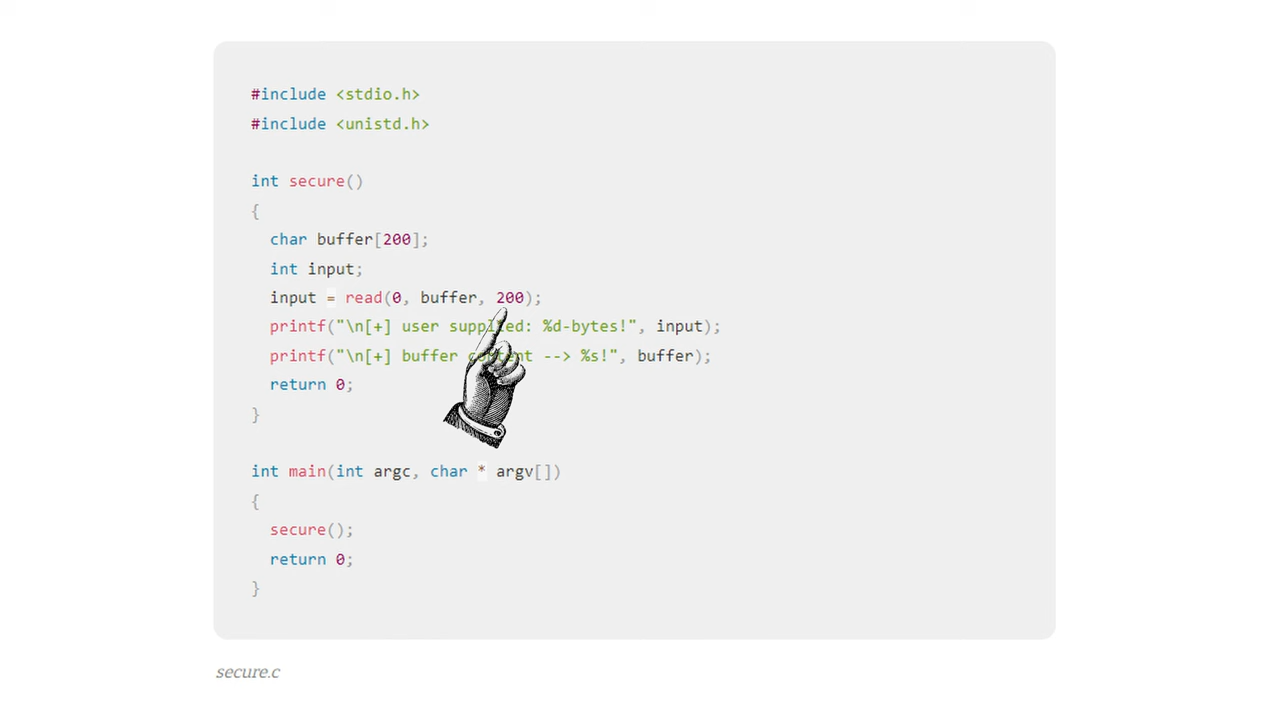 #include <stdio.h>
#include <unistd.h>
int secure()
{
char buffer[200];
int input;
input = read(0, buffer, 200);
printf("\n[+] user supplied: %d-bytes!", input);
printf("\n[+] buffer content --> %s!", buffer);
return 0;
}
int main(int argc, char * argv[])
{
secure();
return 0;
}
secure.c